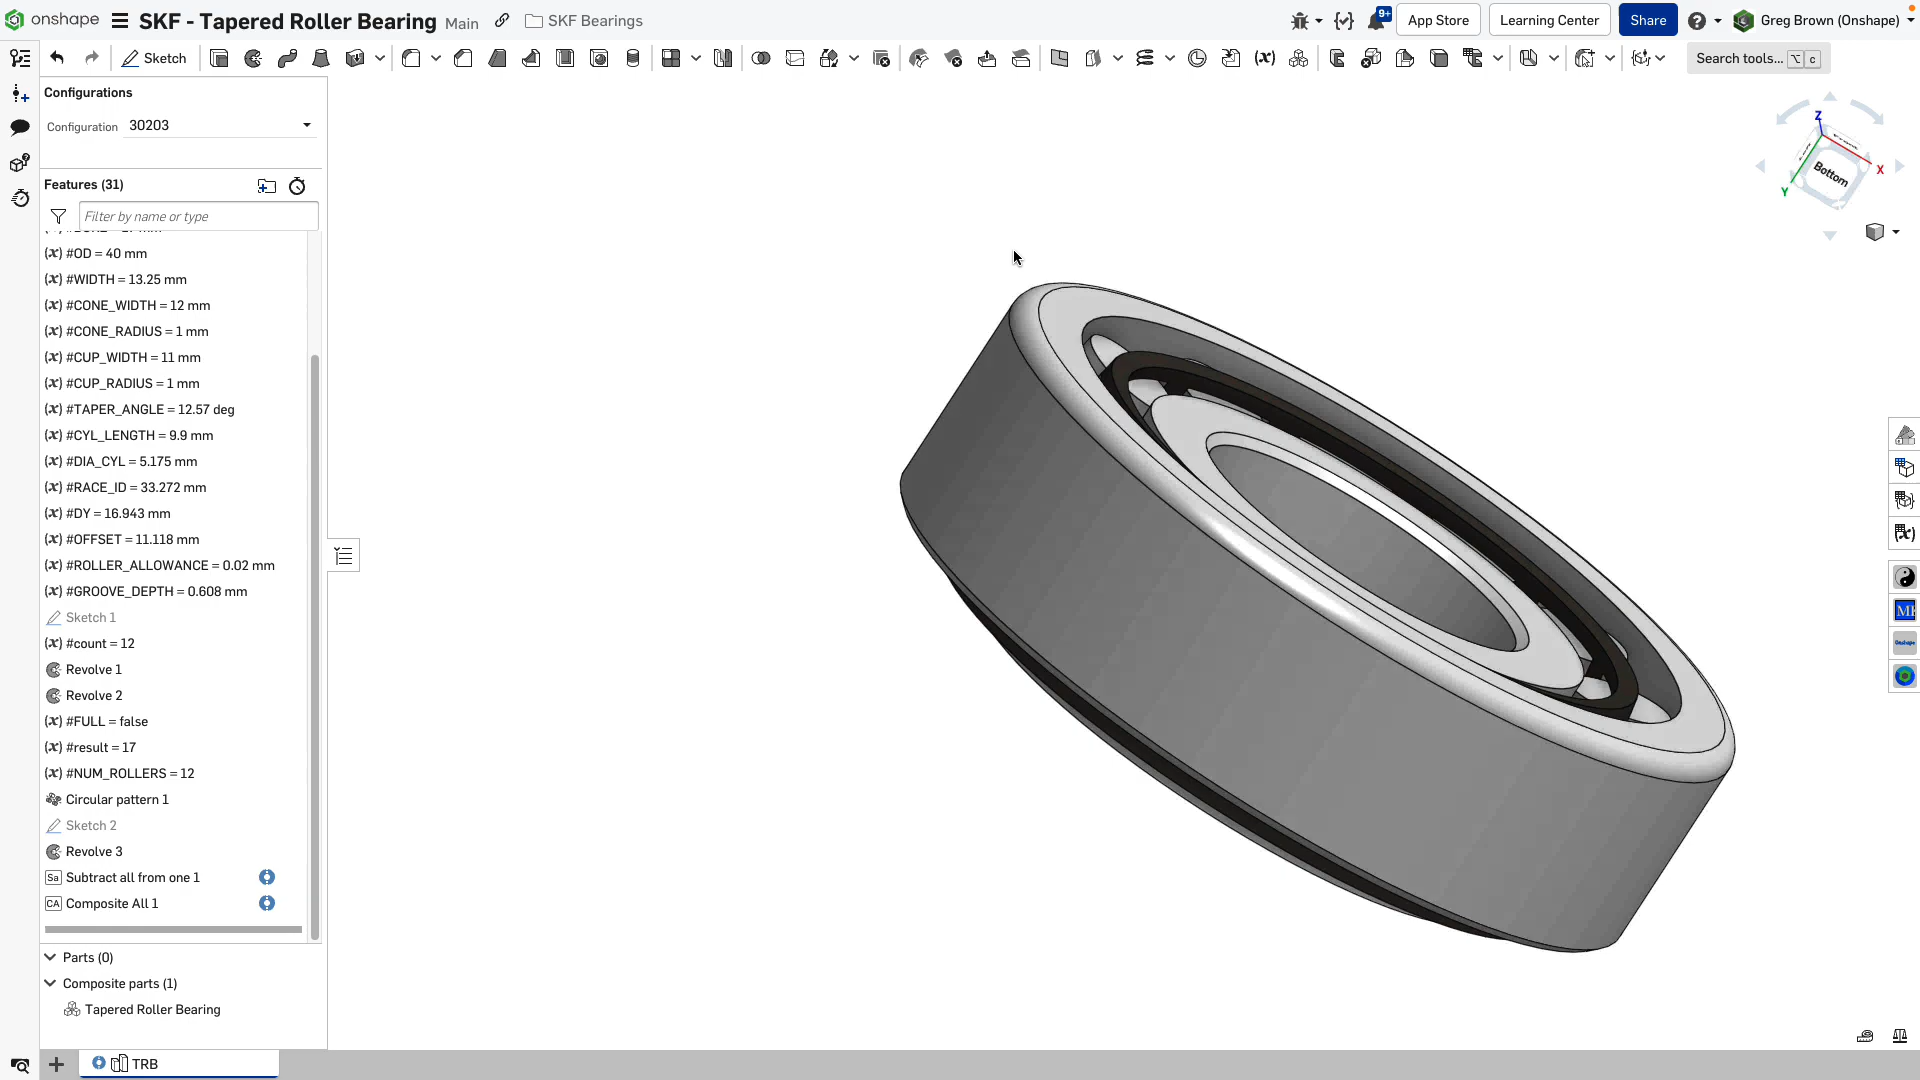 onshape SKF - Tapered Roller Bearing Main SKF Bearings 9+ App Store Learning Center Share Greg Brown (Onshape)
Sketch (x) Search tools... ⌥ c
Configurations
Configuration 30203
Features (31)
Filter by name or type
(x) #OD = 40 mm
(x) #WIDTH = 13.25 mm
(x) #CONE_WIDTH = 12 mm
(x) #CONE_RADIUS = 1 mm
(x) #CUP_WIDTH = 11 mm
(x) #CUP_RADIUS = 1 mm
(x) #TAPER_ANGLE = 12.57 deg
(x) #CYL_LENGTH = 9.9 mm
(x) #DIA_CYL = 5.175 mm
(x) #RACE_ID = 33.272 mm
(x) #DY = 16.943 mm
(x) #OFFSET = 11.118 mm
(x) #ROLLER_ALLOWANCE = 0.02 mm
(x) #GROOVE_DEPTH = 0.608 mm
Sketch 1
(x) #count = 12
Revolve 1
Revolve 2
(x) #FULL = false
(x) #result = 17
(x) #NUM_ROLLERS = 12
Circular pattern 1
Sketch 2
Revolve 3
Sa Subtract all from one 1
CA Composite All 1
Parts (0)
Composite parts (1)
Tapered Roller Bearing
TRB
Z
X
Y
Bottom
(x)
Onshape